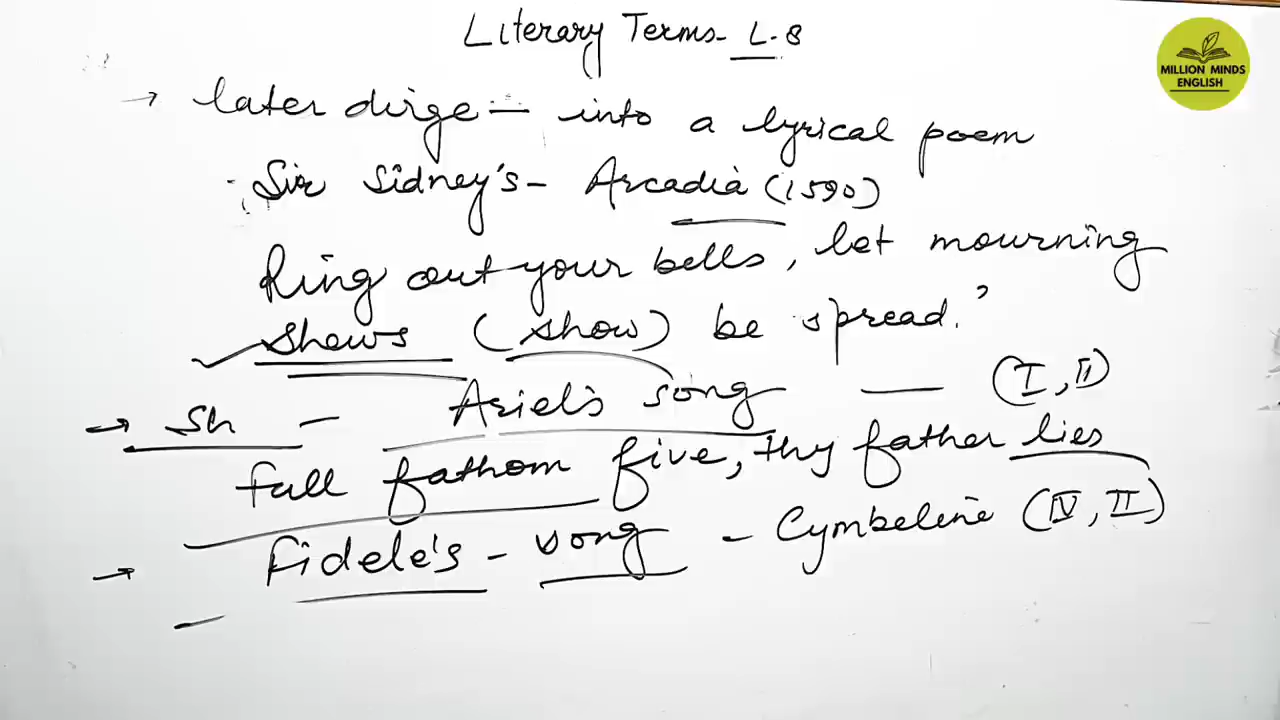 Literary Terms- L.8
MILLION MINDS
ENGLISH
→ later dirge — into a lyrical poem
Sir Sidney's - Arcadia (1590)
Ring out your bells, let mourning
shews (show) be spread.'
→ Sh - Ariel's song — (I, II)
full fathom five, thy father lies
→ Fidele's - song - Cymbeline (IV, II)
-